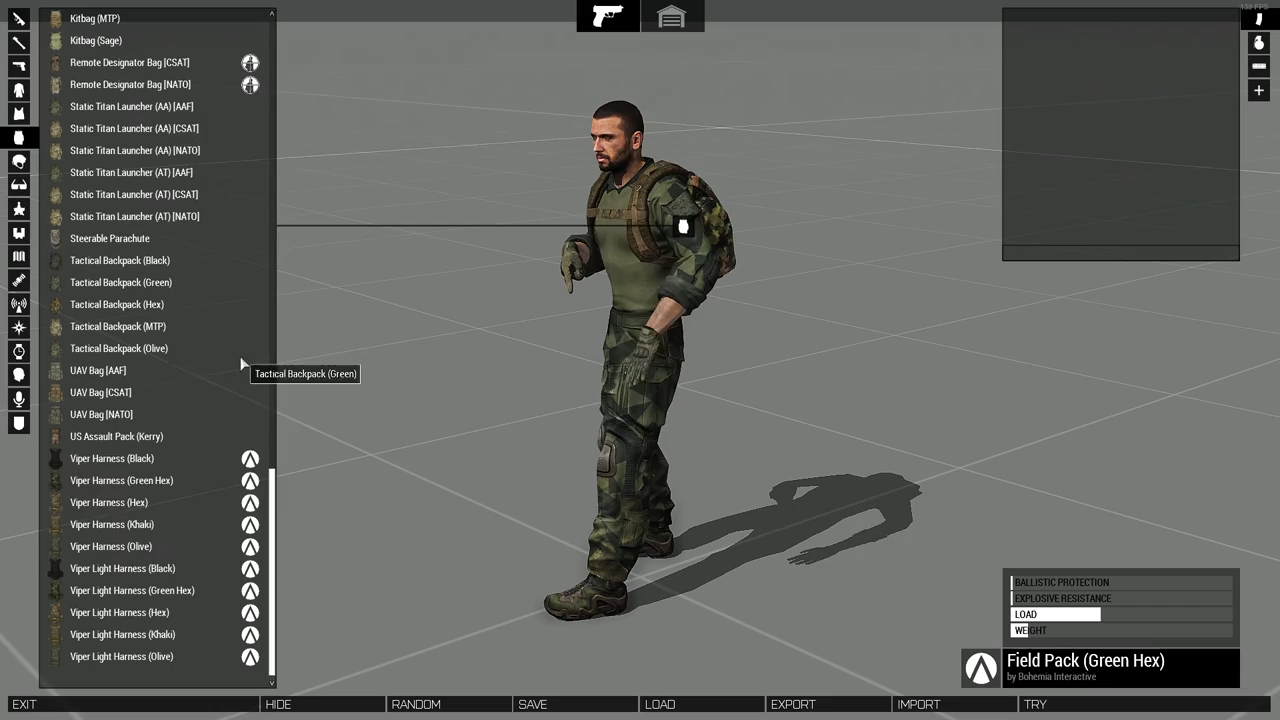 139 FPS
Kitbag (MTP)
Kitbag (Sage)
Remote Designator Bag [CSAT]
Remote Designator Bag [NATO]
Static Titan Launcher (AA) [AAF]
Static Titan Launcher (AA) [CSAT]
Static Titan Launcher (AA) [NATO]
Static Titan Launcher (AT) [AAF]
Static Titan Launcher (AT) [CSAT]
Static Titan Launcher (AT) [NATO]
Steerable Parachute
Tactical Backpack (Black)
Tactical Backpack (Green)
Tactical Backpack (Hex)
Tactical Backpack (MTP)
Tactical Backpack (Olive)
UAV Bag [AAF]
Tactical Backpack (Green)
UAV Bag [CSAT]
UAV Bag [NATO]
US Assault Pack (Kerry)
Viper Harness (Black)
Viper Harness (Green Hex)
Viper Harness (Hex)
Viper Harness (Khaki)
Viper Harness (Olive)
Viper Light Harness (Black)
Viper Light Harness (Green Hex)
Viper Light Harness (Hex)
Viper Light Harness (Khaki)
Viper Light Harness (Olive)
BALLISTIC PROTECTION
EXPLOSIVE RESISTANCE
LOAD
WEIGHT
Field Pack (Green Hex)
by Bohemia Interactive
EXIT
HIDE
RANDOM
SAVE
LOAD
EXPORT
IMPORT
TRY